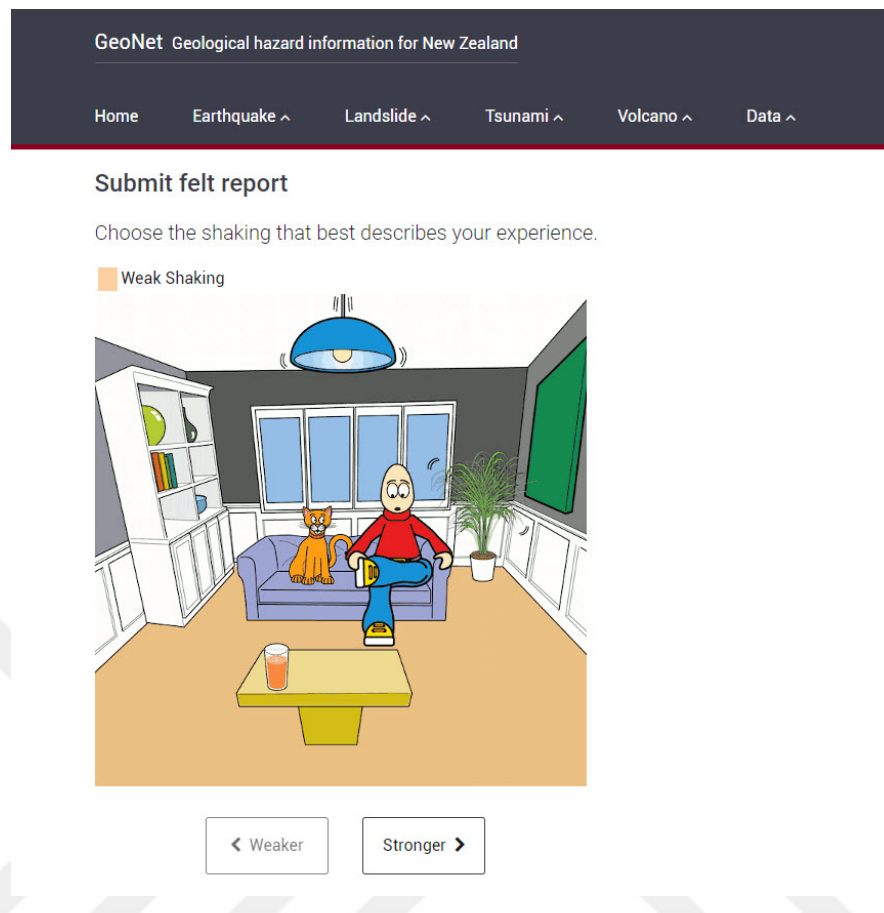 GeoNet Geological hazard information for New Zealand
Home Earthquake Landslide Tsunami Volcano Data
Submit felt report
Choose the shaking that best describes your experience.
Weak Shaking
Weaker Stronger